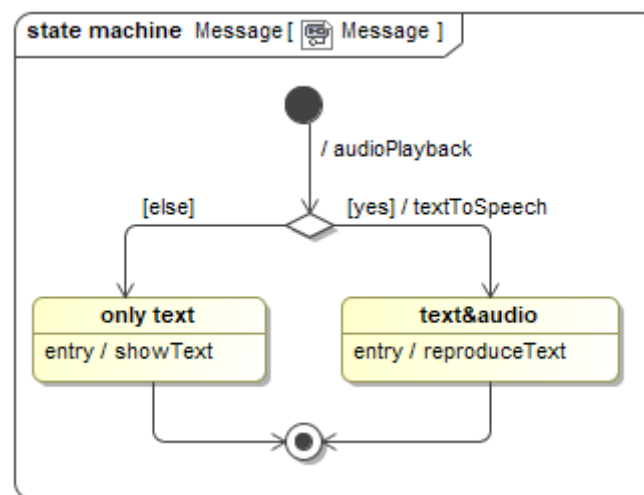 state machine Message [ Message ]
/ audioPlayback
[else]
[yes] / textToSpeech
only text
entry / showText
text&audio
entry / reproduceText